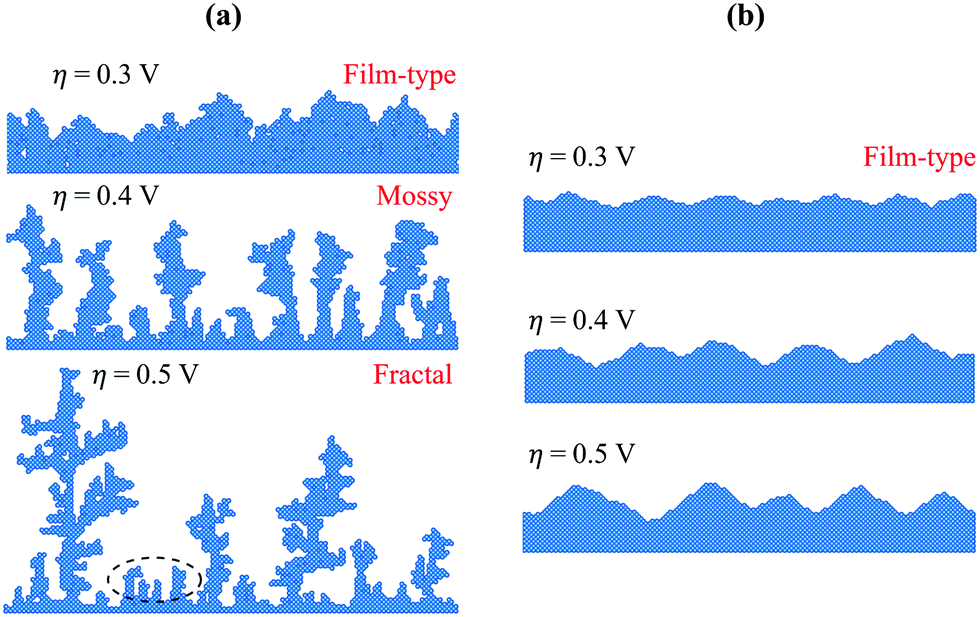 (a)
η = 0.3 V Film-type
η = 0.4 V Mossy
η = 0.5 V Fractal
(b)
η = 0.3 V Film-type
η = 0.4 V
η = 0.5 V